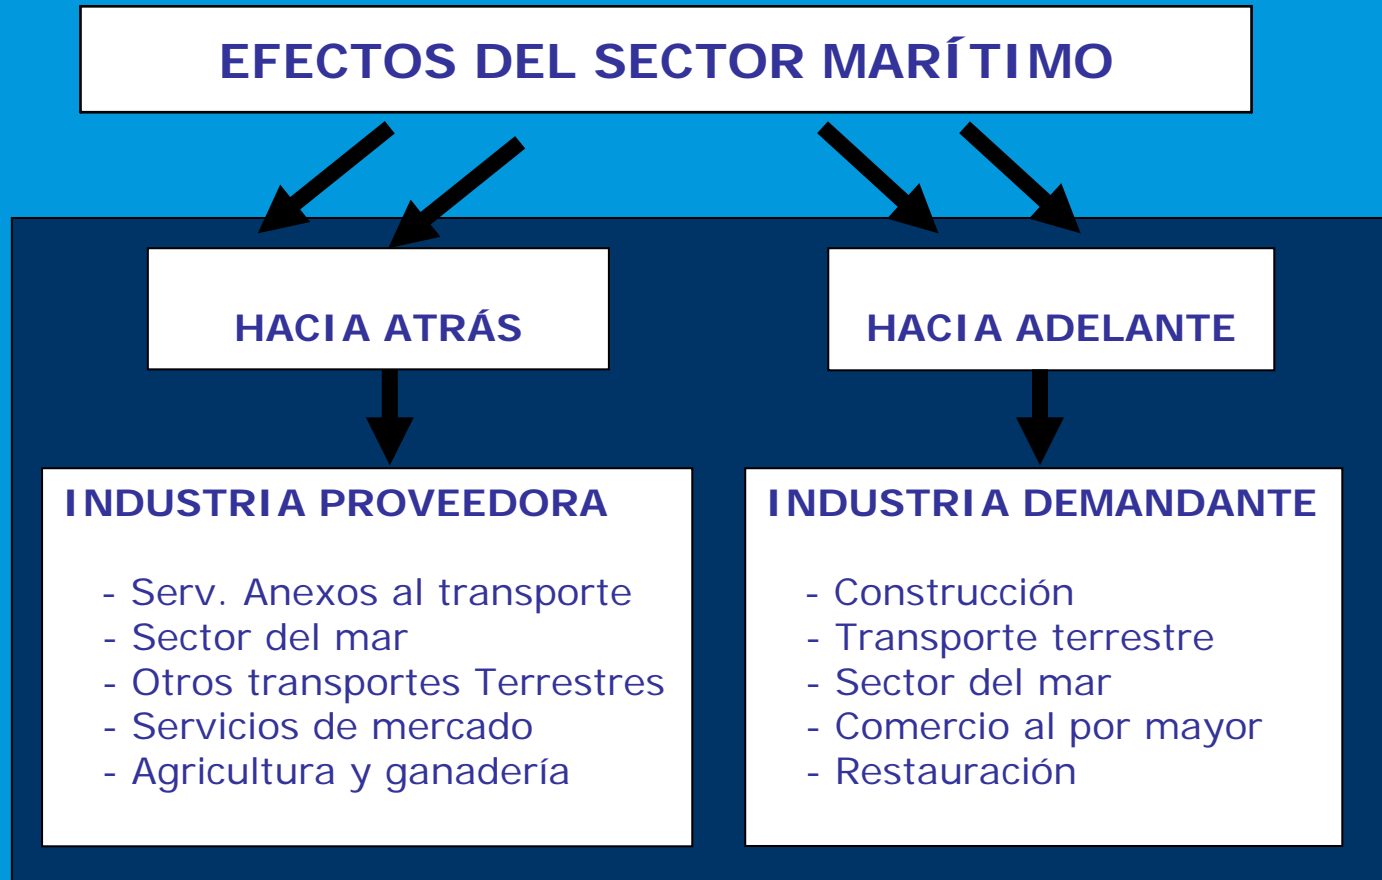 EFECTOS DEL SECTOR MARÍTIMO
HACIA ATRÁS
HACIA ADELANTE
INDUSTRIA PROVEEDORA
- Serv. Anexos al transporte
- Sector del mar
- Otros transportes Terrestres
- Servicios de mercado
- Agricultura y ganadería
INDUSTRIA DEMANDANTE
- Construcción
- Transporte terrestre
- Sector del mar
- Comercio al por mayor
- Restauración